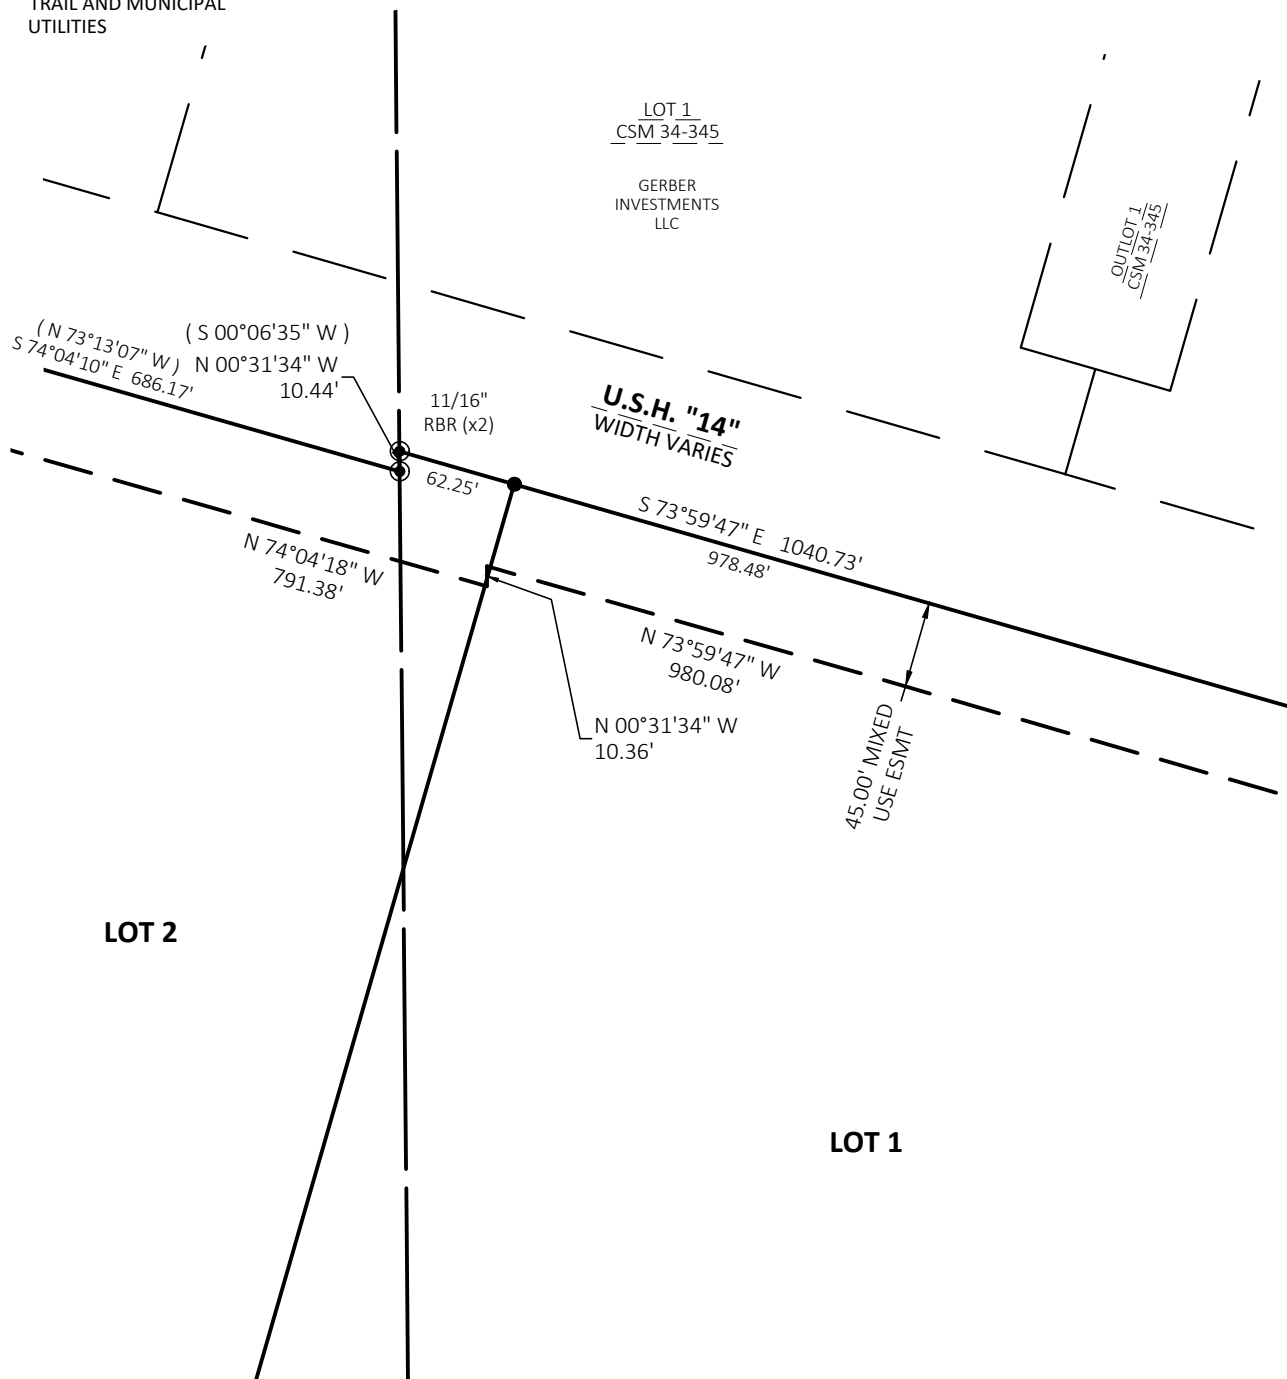 TRAIL AND MUNICIPAL
UTILITIES
LOT 1
CSM 34-345
GERBER
INVESTMENTS
LLC
OUTLOT 1
CSM 34-345
( N 73°13'07" W )
S 74°04'10" E 686.17'
( S 00°06'35" W )
N 00°31'34" W
10.44'
11/16"
RBR (x2)
U.S.H. "14"
WIDTH VARIES
62.25'
S 73°59'47" E 1040.73'
978.48'
N 74°04'18" W
791.38'
N 73°59'47" W
980.08'
N 00°31'34" W
10.36'
45.00' MIXED
USE ESMT
LOT 2
LOT 1